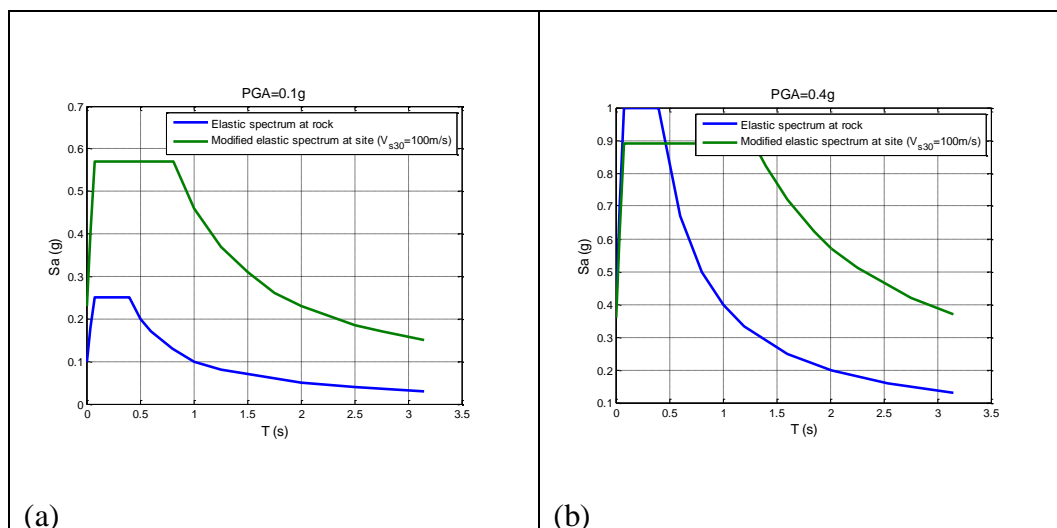 PGA=0.1g
0.7
0.6
0.5
0.4
0.3
0.2
0.1
0
Sa (g)
Elastic spectrum at rock
Modified elastic spectrum at site (Vs30=100m/s)
0 0.5 1 1.5 2 2.5 3 3.5
T (s)
(a)
PGA=0.4g
1
0.9
0.8
0.7
0.6
0.5
0.4
0.3
0.2
0.1
Sa (g)
Elastic spectrum at rock
Modified elastic spectrum at site (Vs30=100m/s)
0 0.5 1 1.5 2 2.5 3 3.5
T (s)
(b)